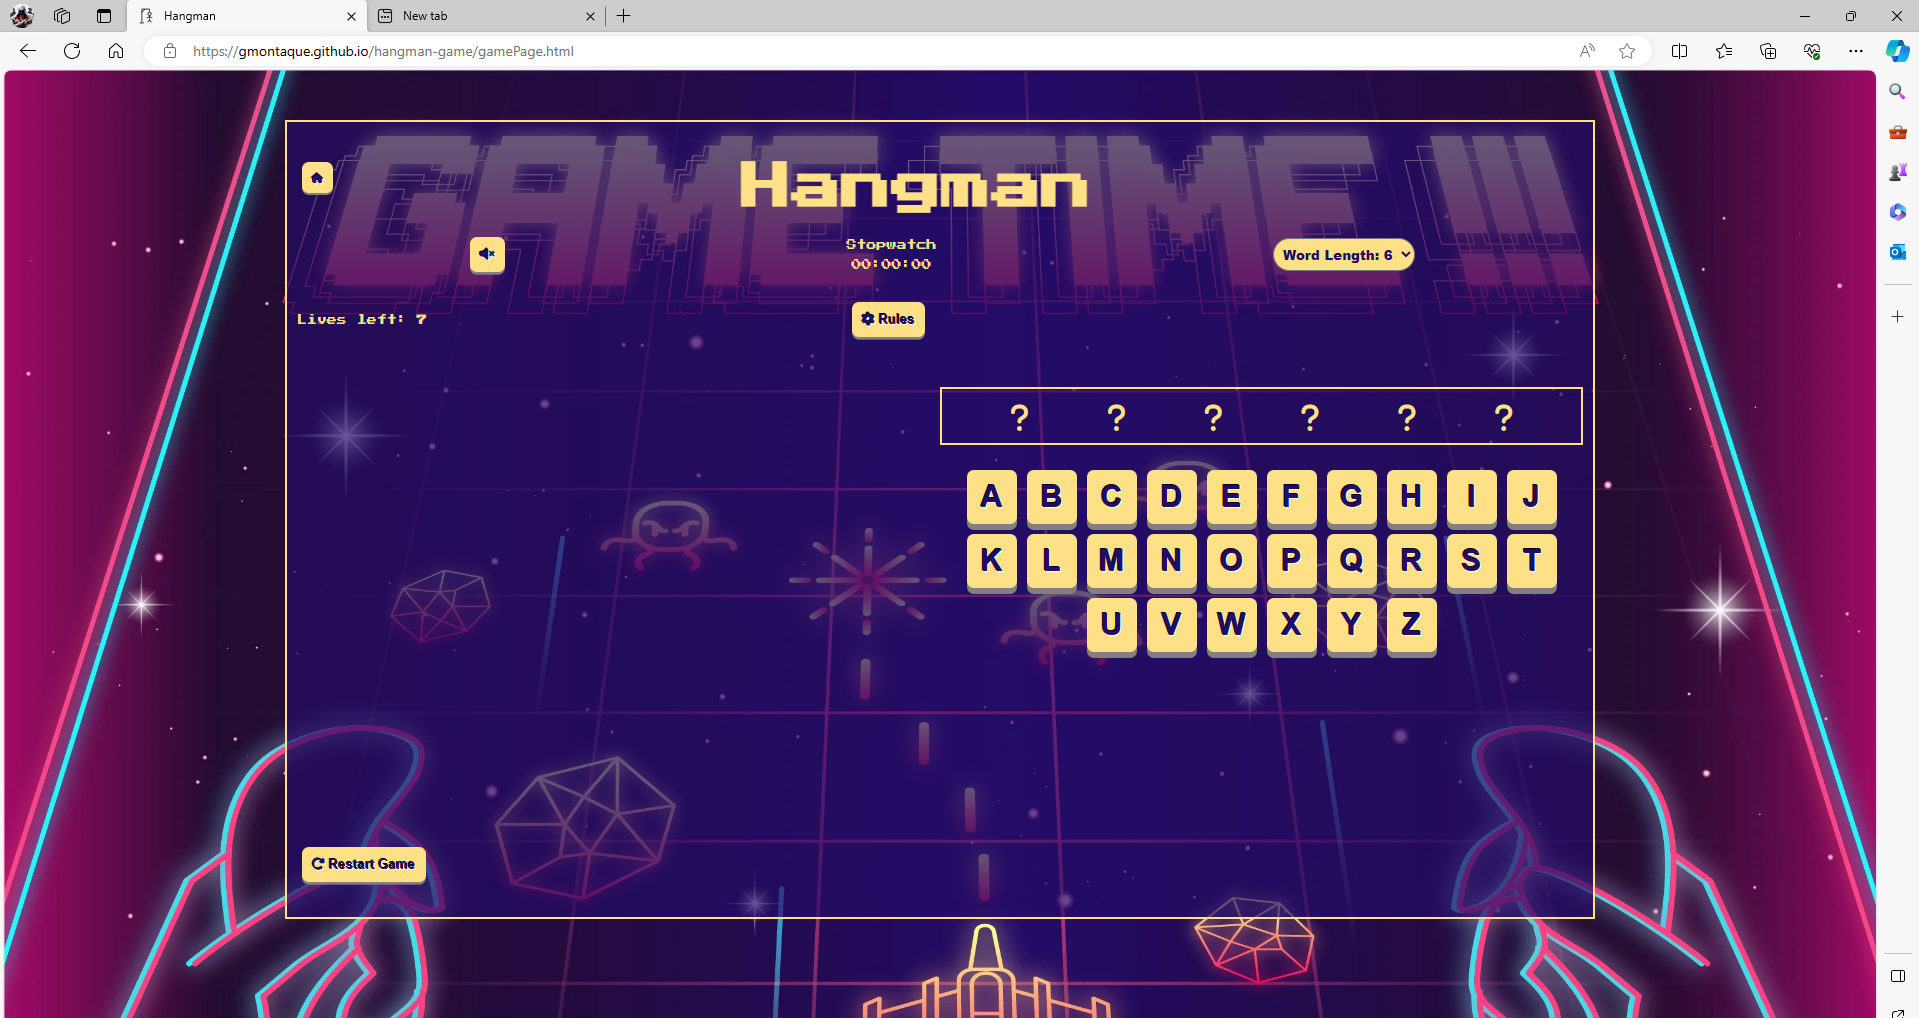 Hangman
New tab
https://gmontaque.github.io/hangman-game/gamePage.html
GAME TIME !!!
Hangman
Stopwatch
00:00:00
Word Length: 6
Lives left: 7
Rules
? ? ? ? ? ?
A B C D E F G H I J
K L M N O P Q R S T
U V W X Y Z
Restart Game